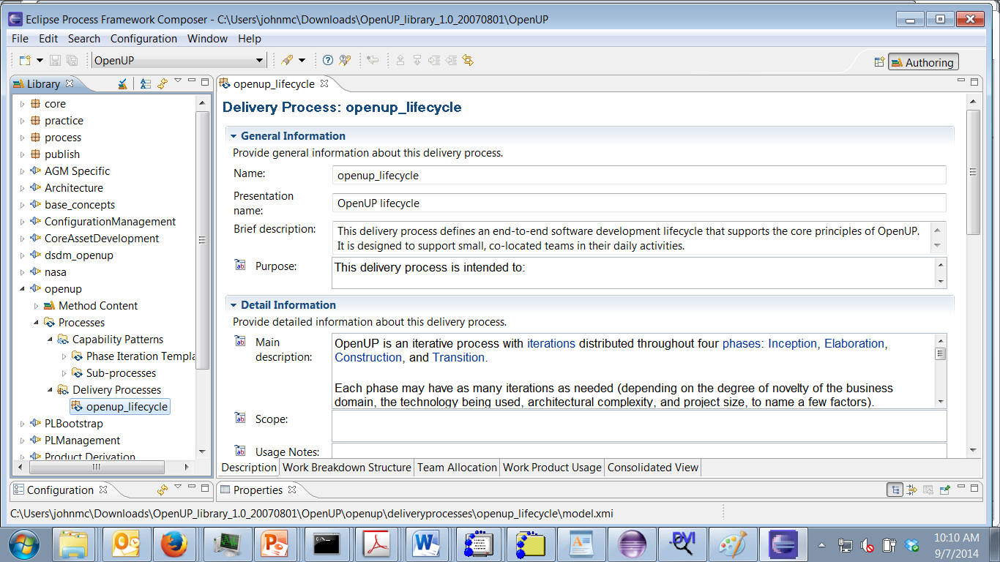 Eclipse Process Framework Composer - C:\Users\johnmc\Downloads\OpenUP_library_1.0_20070801\OpenUP
File Edit Search Configuration Window Help
OpenUP
Authoring
Library
core
practice
process
publish
AGM Specific
Architecture
base_concepts
ConfigurationManagement
CoreAssetDevelopment
dsdm_openup
nasa
openup
Method Content
Processes
Capability Patterns
Phase Iteration Templa
Sub-processes
Delivery Processes
openup_lifecycle
PLBootstrap
PLManagement
Product Derivation
Configuration
openup_lifecycle
Delivery Process: openup_lifecycle
General Information
Provide general information about this delivery process.
Name: openup_lifecycle
Presentation
name:
OpenUP lifecycle
Brief description:
This delivery process defines an end-to-end software development lifecycle that supports the core principles of OpenUP.
It is designed to support small, co-located teams in their daily activities.
Purpose: This delivery process is intended to:
Detail Information
Provide detailed information about this delivery process.
Main
description:
OpenUP is an iterative process with iterations distributed throughout four phases: Inception, Elaboration,
Construction, and Transition.
Each phase may have as many iterations as needed (depending on the degree of novelty of the business
domain, the technology being used, architectural complexity, and project size, to name a few factors).
Scope:
Usage Notes:
Description Work Breakdown Structure Team Allocation Work Product Usage Consolidated View
Properties
C:\Users\johnmc\Downloads\OpenUP_library_1.0_20070801\OpenUP\openup\deliveryprocesses\openup_lifecycle\model.xmi
10:10 AM
9/7/2014